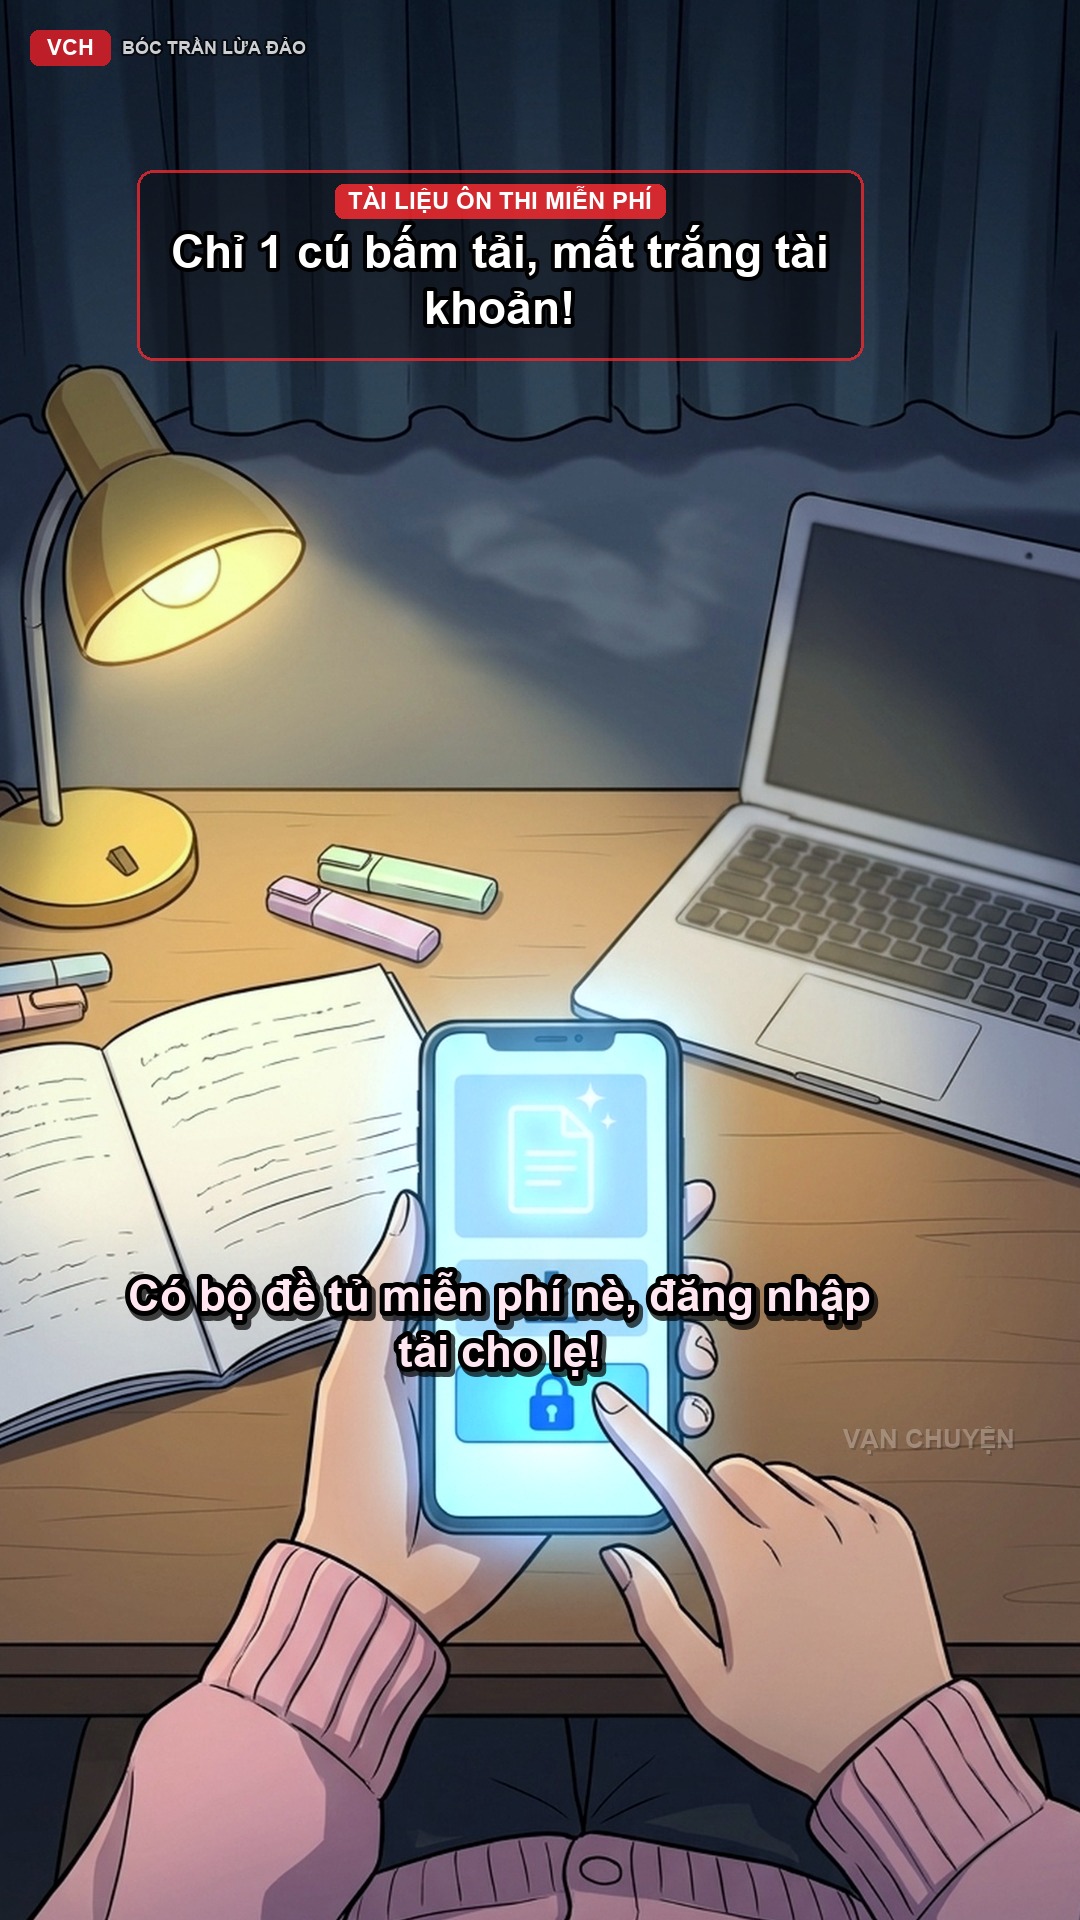 VCH BÓC TRẦN LỪA ĐẢO
TÀI LIỆU ÔN THI MIỄN PHÍ
Chỉ 1 cú bấm tải, mất trắng tài
khoản!
Có bộ đề tủ miễn phí nè, đăng nhập
tải cho lẹ!
VẠN CHUYỆN